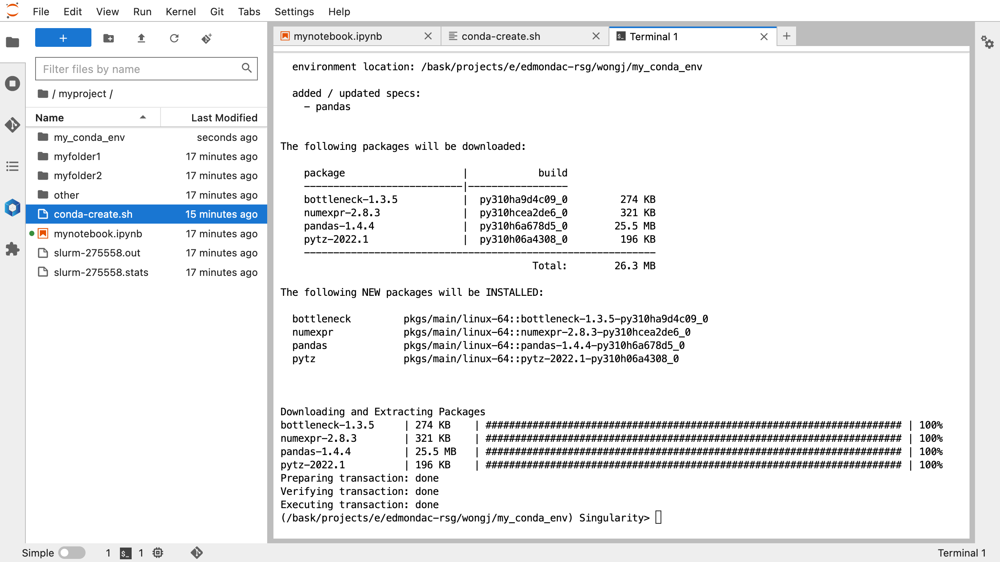 File Edit View Run Kernel Git Tabs Settings Help
+
Filter files by name
/ myproject /
Name Last Modified
my_conda_env seconds ago
myfolder1 17 minutes ago
myfolder2 17 minutes ago
other 17 minutes ago
conda-create.sh 15 minutes ago
mynotebook.ipynb 17 minutes ago
slurm-275558.out 17 minutes ago
slurm-275558.stats 17 minutes ago
mynotebook.ipynb conda-create.sh $_ Terminal 1 +
environment location: /bask/projects/e/edmondac-rsg/wongj/my_conda_env
added / updated specs:
- pandas
The following packages will be downloaded:
package | build
---------------------------|-----------------
bottleneck-1.3.5 | py310ha9d4c09_0 274 KB
numexpr-2.8.3 | py310hcea2de6_0 321 KB
pandas-1.4.4 | py310h6a678d5_0 25.5 MB
pytz-2022.1 | py310h06a4308_0 196 KB
------------------------------------------------------------
Total: 26.3 MB
The following NEW packages will be INSTALLED:
bottleneck pkgs/main/linux-64::bottleneck-1.3.5-py310ha9d4c09_0
numexpr pkgs/main/linux-64::numexpr-2.8.3-py310hcea2de6_0
pandas pkgs/main/linux-64::pandas-1.4.4-py310h6a678d5_0
pytz pkgs/main/linux-64::pytz-2022.1-py310h06a4308_0
Downloading and Extracting Packages
bottleneck-1.3.5 | 274 KB | ####################################################################### | 100%
numexpr-2.8.3 | 321 KB | ####################################################################### | 100%
pandas-1.4.4 | 25.5 MB | ####################################################################### | 100%
pytz-2022.1 | 196 KB | ####################################################################### | 100%
Preparing transaction: done
Verifying transaction: done
Executing transaction: done
(/bask/projects/e/edmondac-rsg/wongj/my_conda_env) Singularity>
Simple 1 $_ 1 Terminal 1